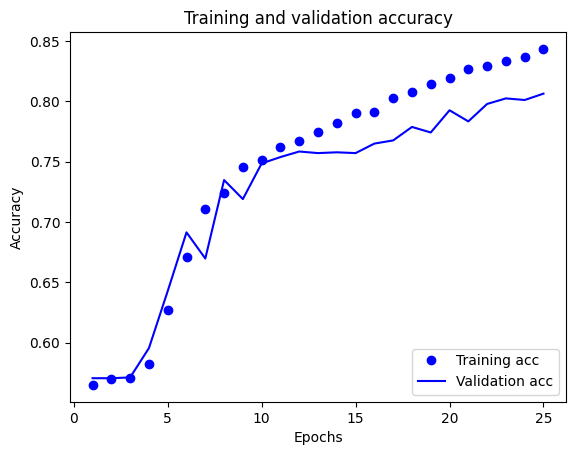 Training and validation accuracy
0.85
0.80
0.75
0.70
0.65
0.60
Accuracy
0 5 10 15 20 25
Epochs
Training acc
Validation acc